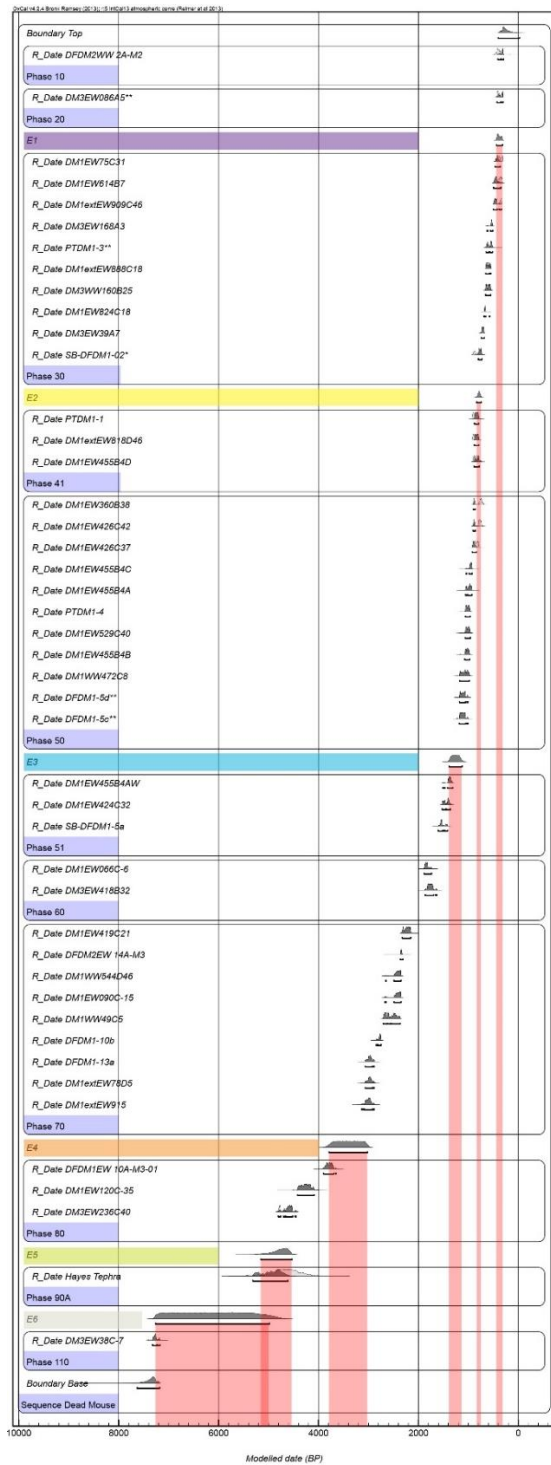 OxCal v4.2.4 Bronk Ramsey (2013); r:5 IntCal13 atmospheric curve (Reimer et al 2013)
Boundary Top
R_Date DFDM2WW 2A-M2
Phase 10
R_Date DM3EW086A5**
Phase 20
E1
R_Date DM1EW75C31
R_Date DM1EW614B7
R_Date DM1extEW909C46
R_Date DM3EW168A3
R_Date PTDM1-3**
R_Date DM1extEW888C18
R_Date DM3WW160B25
R_Date DM1EW824C18
R_Date DM3EW39A7
R_Date SB-DFDM1-02*
Phase 30
E2
R_Date PTDM1-1
R_Date DM1extEW818D46
R_Date DM1EW455B4D
Phase 41
R_Date DM1EW360B38
R_Date DM1EW426C42
R_Date DM1EW426C37
R_Date DM1EW455B4C
R_Date DM1EW455B4A
R_Date PTDM1-4
R_Date DM1EW529C40
R_Date DM1EW455B4B
R_Date DM1WW472C8
R_Date DFDM1-5d**
R_Date DFDM1-5c**
Phase 50
E3
R_Date DM1EW455B4AW
R_Date DM1EW424C32
R_Date SB-DFDM1-5a
Phase 51
R_Date DM1EW066C-6
R_Date DM3EW418B32
Phase 60
R_Date DM1EW419C21
R_Date DFDM2EW 14A-M3
R_Date DM1WW544D46
R_Date DM1EW090C-15
R_Date DM1WW49C5
R_Date DFDM1-10b
R_Date DFDM1-13a
R_Date DM1extEW78D5
R_Date DM1extEW915
Phase 70
E4
R_Date DFDM1EW 10A-M3-01
R_Date DM1EW120C-35
R_Date DM3EW236C40
Phase 80
E5
R_Date Hayes Tephra
Phase 90A
E6
R_Date DM3EW38C-7
Phase 110
Boundary Base
Sequence Dead Mouse
10000 8000 6000 4000 2000 0
Modelled date (BP)